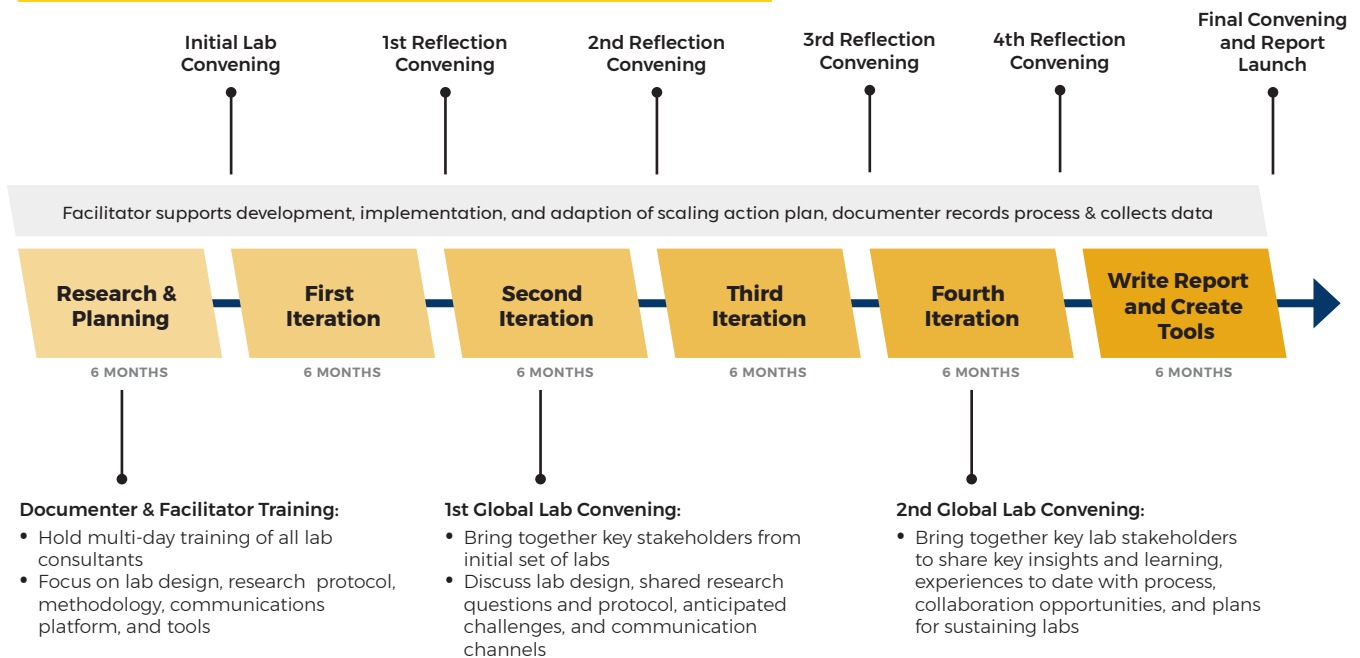 Initial Lab
Convening
1st Reflection
Convening
2nd Reflection
Convening
3rd Reflection
Convening
4th Reflection
Convening
Final Convening
and Report
Launch
Facilitator supports development, implementation, and adaption of scaling action plan, documenter records process & collects data
Research &
Planning
First
Iteration
Second
Iteration
Third
Iteration
Fourth
Iteration
Write Report
and Create
Tools
6 MONTHS
6 MONTHS
6 MONTHS
6 MONTHS
6 MONTHS
6 MONTHS
Documenter & Facilitator Training:
• Hold multi-day training of all lab
consultants
• Focus on lab design, research protocol,
methodology, communications
platform, and tools
1st Global Lab Convening:
• Bring together key stakeholders from
initial set of labs
• Discuss lab design, shared research
questions and protocol, anticipated
challenges, and communication
channels
2nd Global Lab Convening:
• Bring together key lab stakeholders
to share key insights and learning,
experiences to date with process,
collaboration opportunities, and plans
for sustaining labs